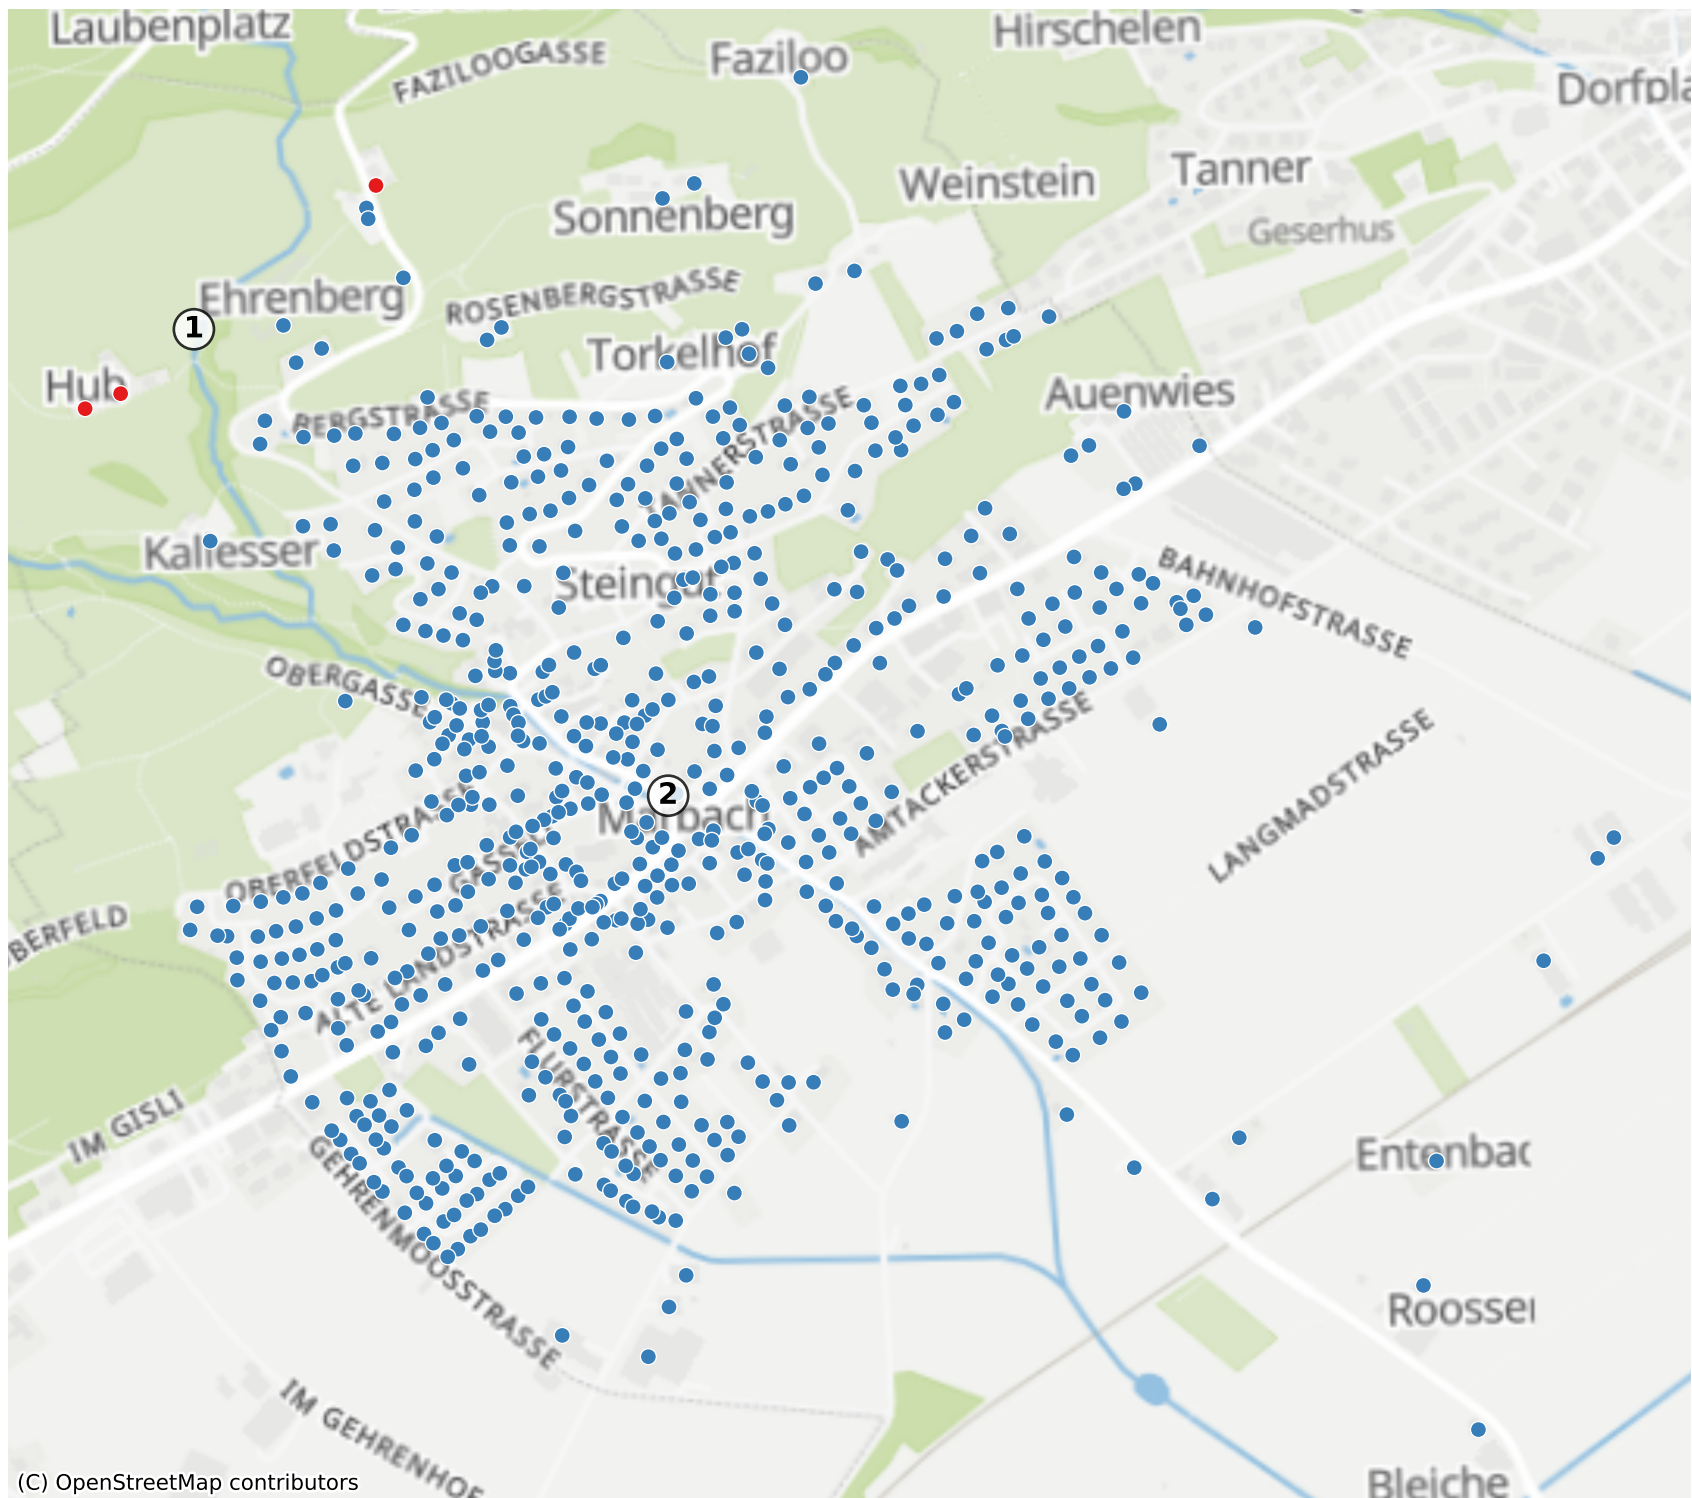 Laubenplatz
FAZILOOGASSE
Faziloo
Hirschelen
Dorfpla
Sonnenberg
Weinstein
Tanner
Geserhus
Ehrenberg
ROSENBERGSTRASSE
1
Hub
Torkelhof
BERGSTRASSE
TANNERSTRASSE
Auenwies
Kallesser
Steingut
BAHNHOFSTRASSE
OBERGASSE
AMTACKERSTRASSE
LANGMADSTRASSE
2
Marbach
OBERFELDSTRASSE
BERFELD
ALTE LANDSTRASSE
FLURSTRASSE
IM GISLI
GEHRENMOOSSTRASSE
Entenbac
Roosser
IM GEHRENHOF
Bleiche
(C) OpenStreetMap contributors